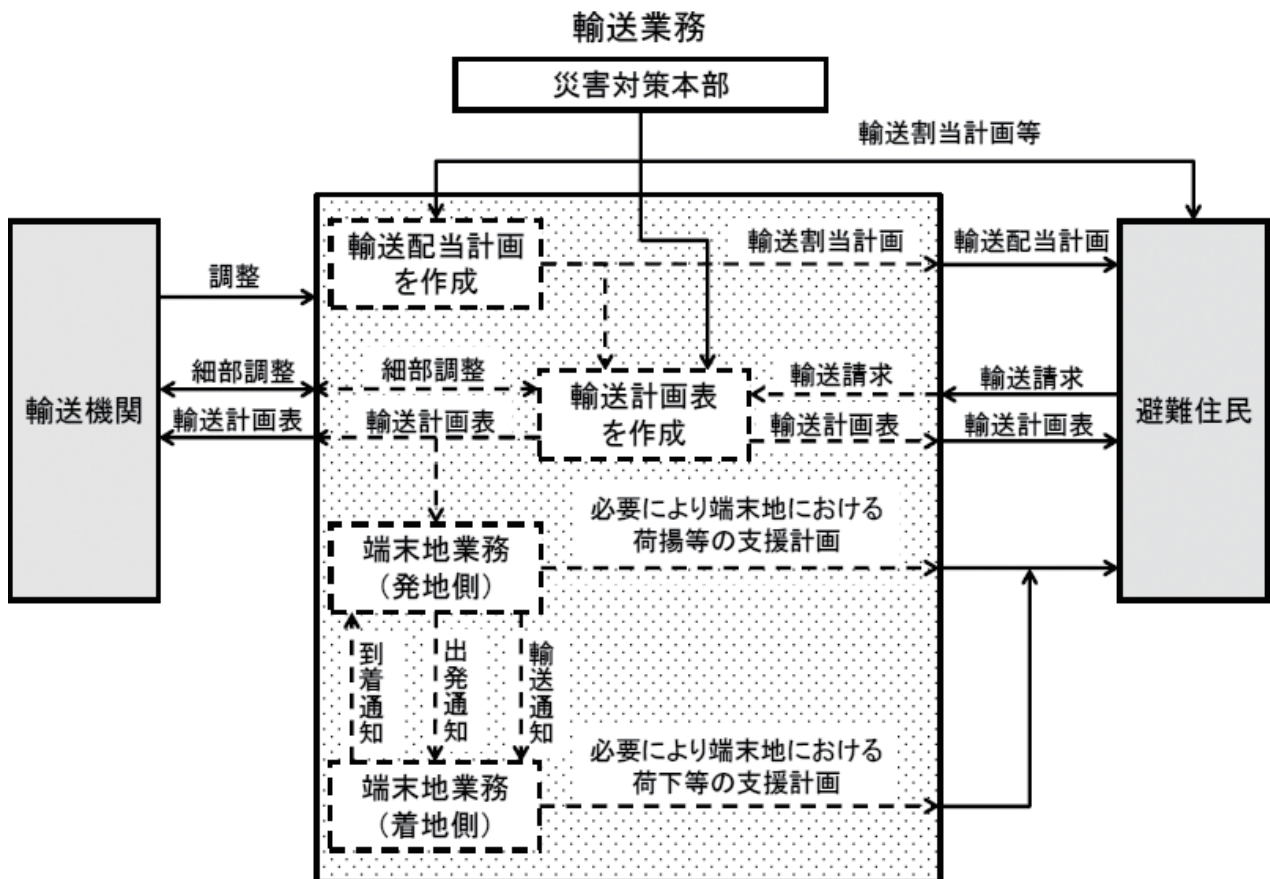 輸送業務
災害対策本部
輸送割当計画等
輸送配当計画
を作成
輸送割当計画
輸送配当計画
調整
細部調整
細部調整
輸送計画表
を作成
輸送請求
輸送請求
輸送機関
避難住民
輸送計画表
輸送計画表
輸送計画表
輸送計画表
必要により端末地における
荷揚等の支援計画
端末地業務
（発地側）
到着通知
出発通知
輸送通知
必要により端末地における
荷下等の支援計画
端末地業務
（着地側）